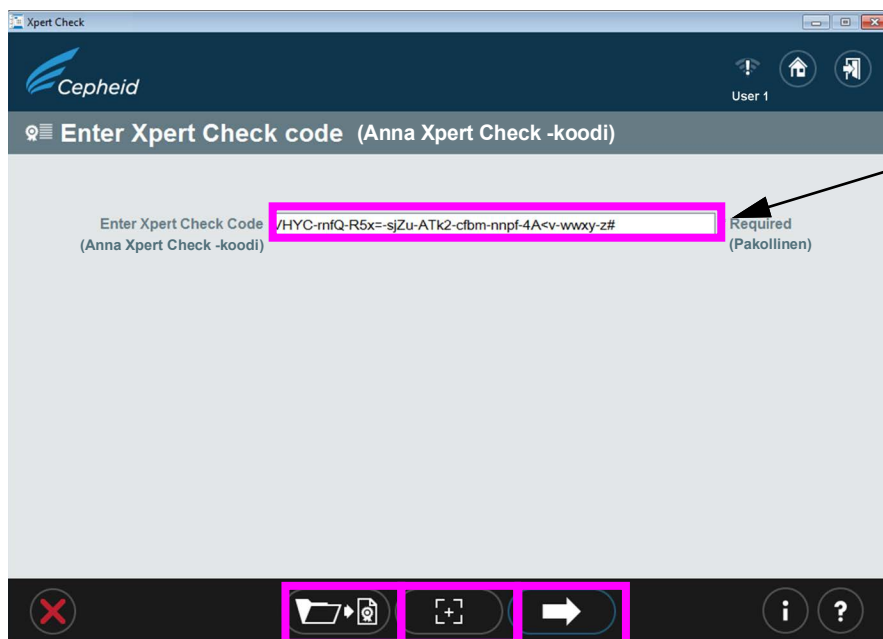 Xpert Check
Cepheid
User 1
Enter Xpert Check code (Anna Xpert Check -koodi)
Enter Xpert Check Code /HYC-rnfQ-R5x=-sjZu-ATk2-cfbm-nnpf-4A<v-wwxy-z# Required
(Anna Xpert Check -koodi) (Pakollinen)
i ?